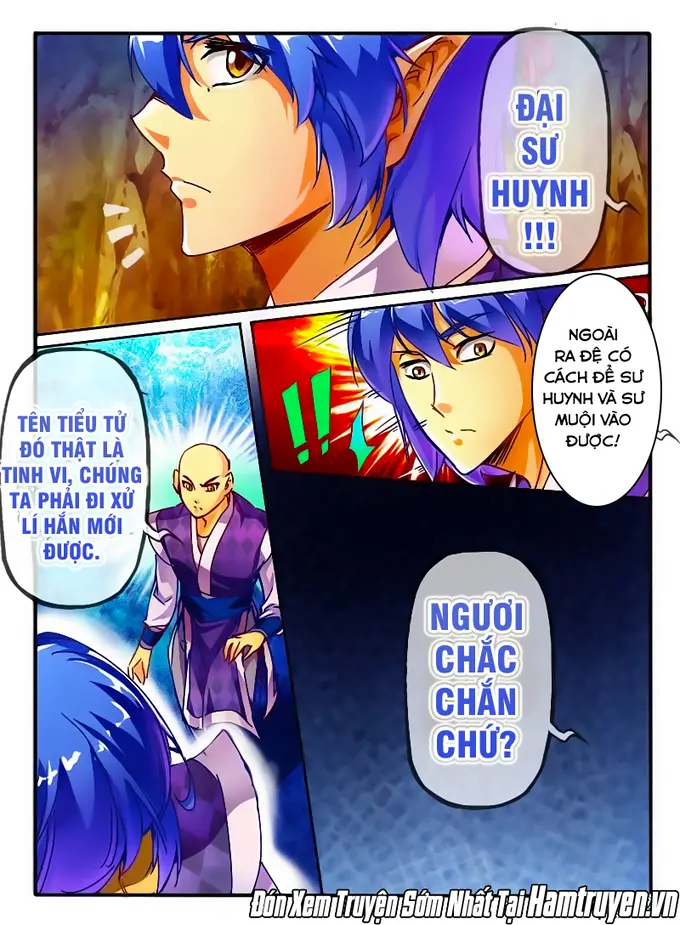 ĐẠI
SƯ
HUYNH
!!!
NGOÀI
RA ĐỆ CÓ
CÁCH ĐỂ SƯ
HUYNH VÀ SƯ
MUỘI VÀO
ĐƯỢC!
!!
TÊN TIỂU TỬ
ĐÓ THẬT LÀ
TINH VI, CHÚNG
TA PHẢI ĐI XỬ
LÍ HẮN MỚI
ĐƯỢC.
NGƯƠI
CHẮC
CHẮN
CHỨ?
Đón Xem Truyện Sớm Nhất Tại Hamtruyen.vn